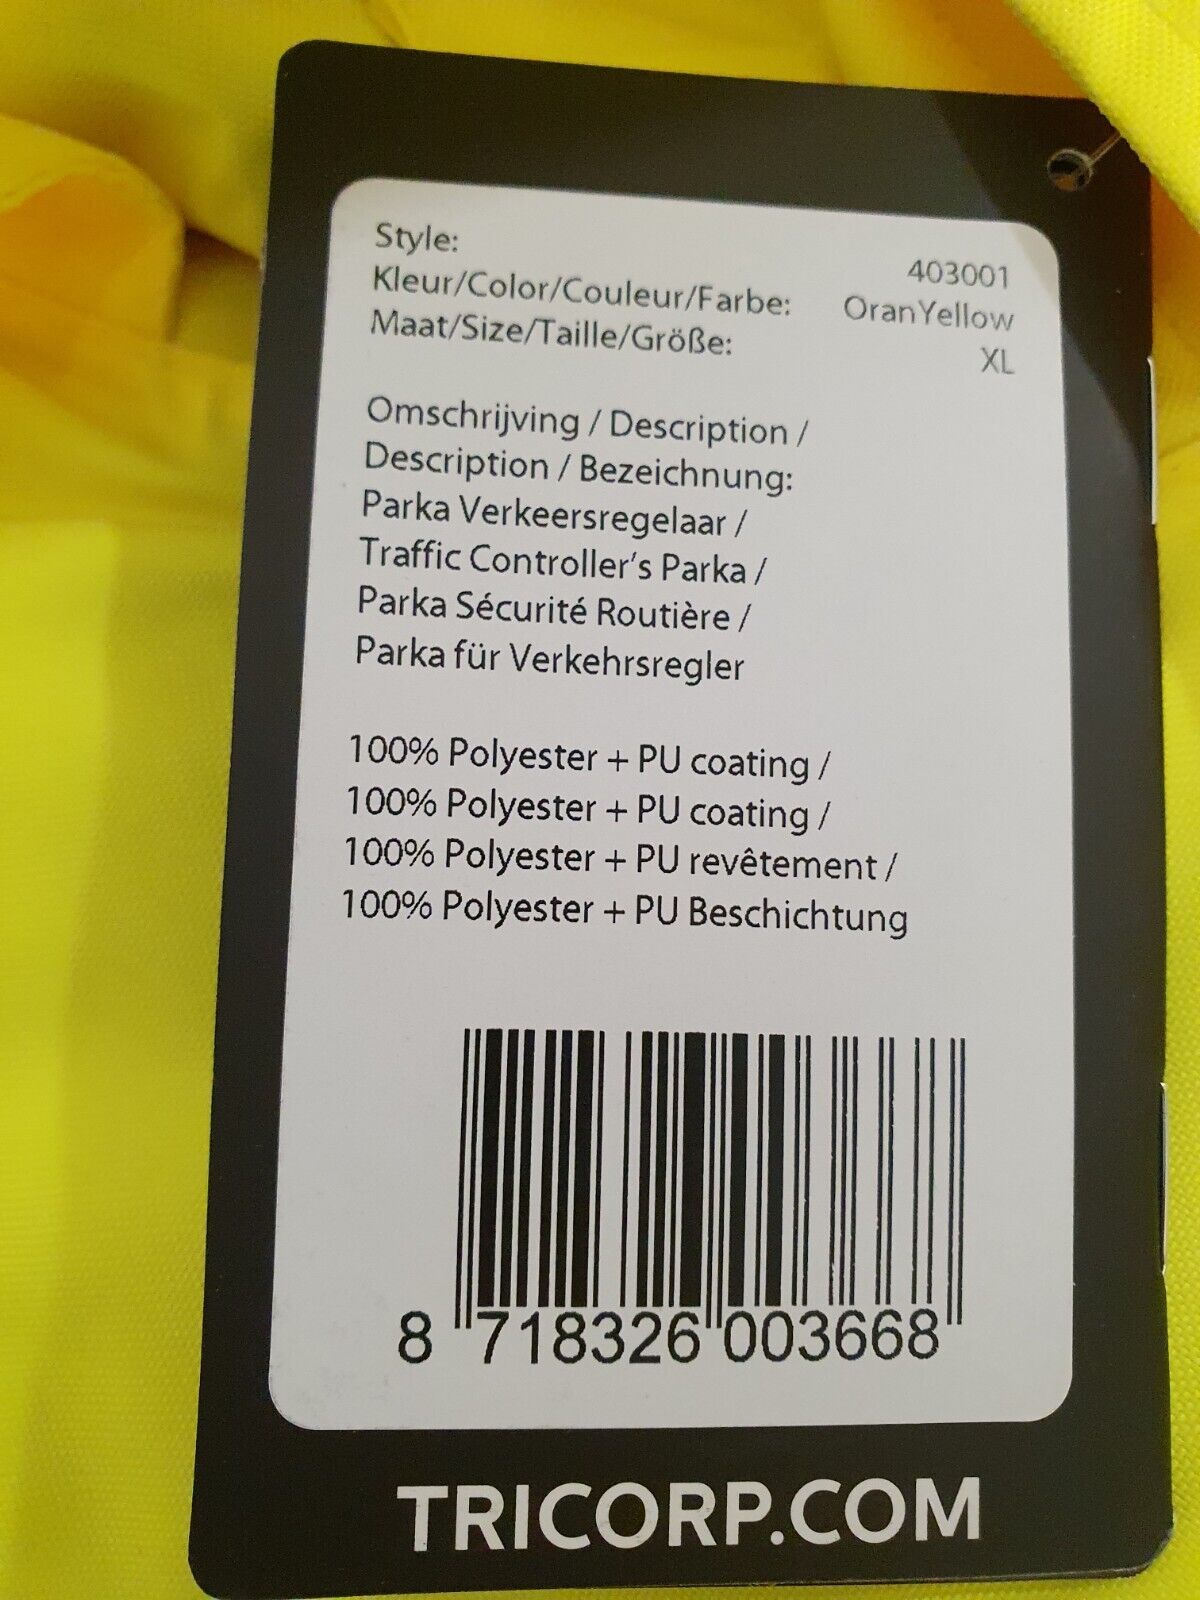 Style: 403001
Kleur/Color/Couleur/Farbe: OranYellow
Maat/Size/Taille/Größe: XL
Omschrijving / Description /
Description / Bezeichnung:
Parka Verkeersregelaar /
Traffic Controller's Parka /
Parka Sécurité Routière /
Parka für Verkehrsregler
100% Polyester + PU coating /
100% Polyester + PU coating /
100% Polyester + PU revêtement /
100% Polyester + PU Beschichtung
8 718326 003668
TRICORP.COM